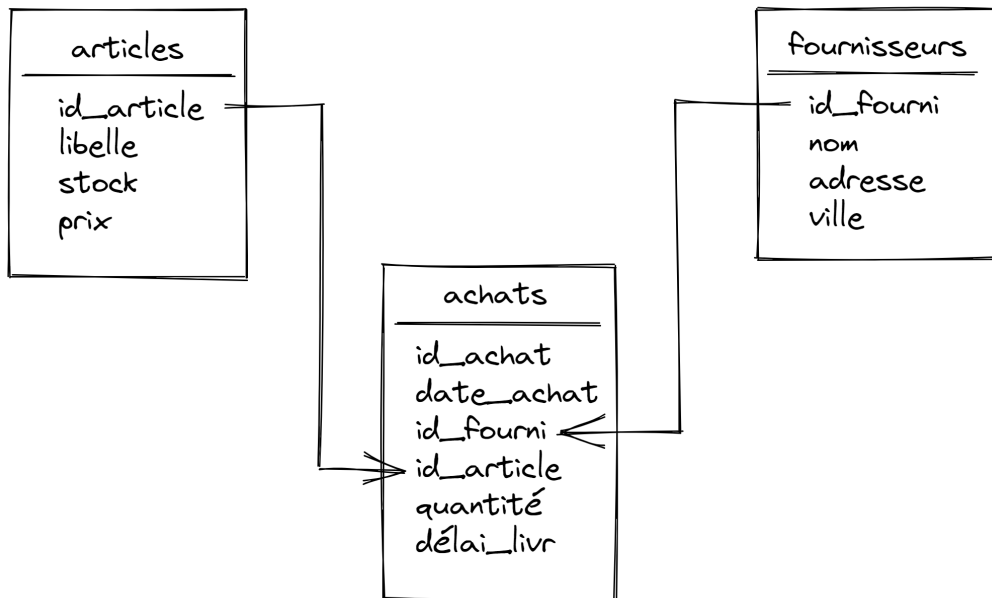 articles
id_article
libelle
stock
prix
fournisseurs
id_fourni
nom
adresse
ville
achats
id_achat
date_achat
id_fourni
id_article
quantité
délai_livr